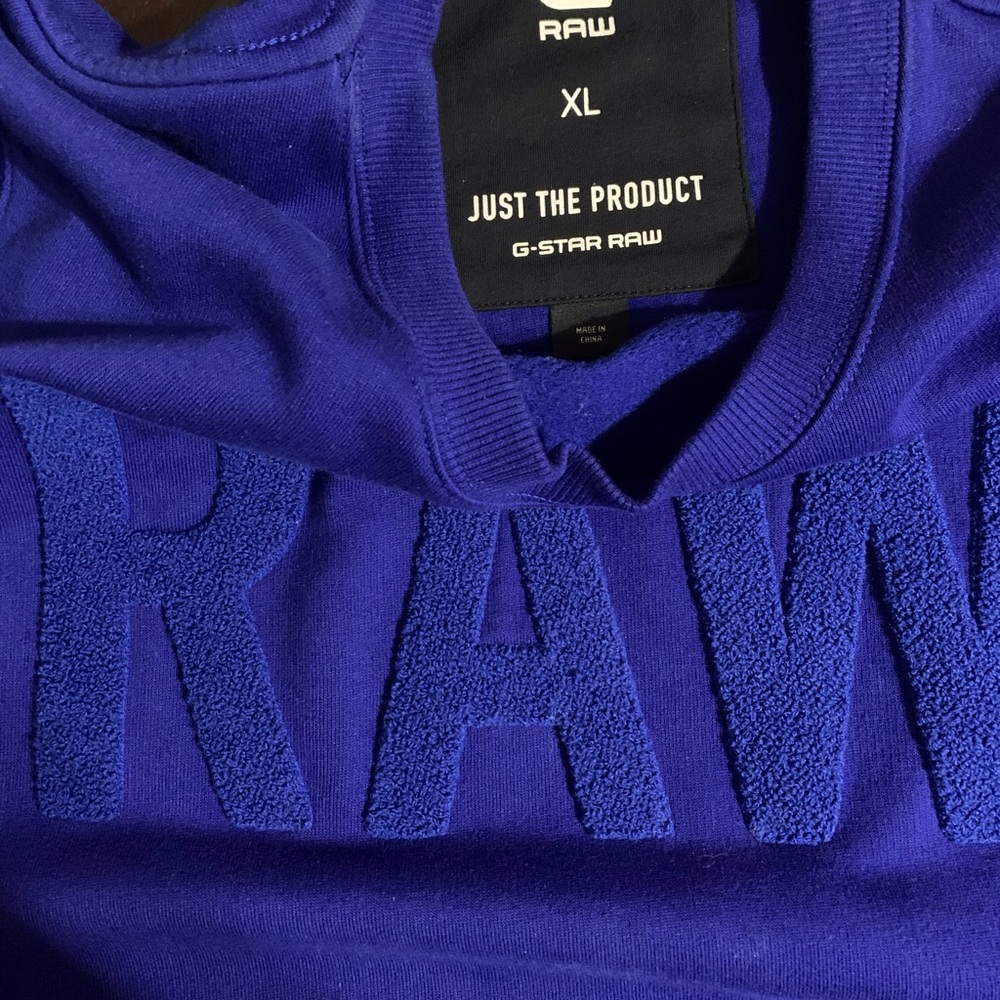 RAW
XL
JUST THE PRODUCT
G-STAR RAW
MADE IN
CHINA
RAW